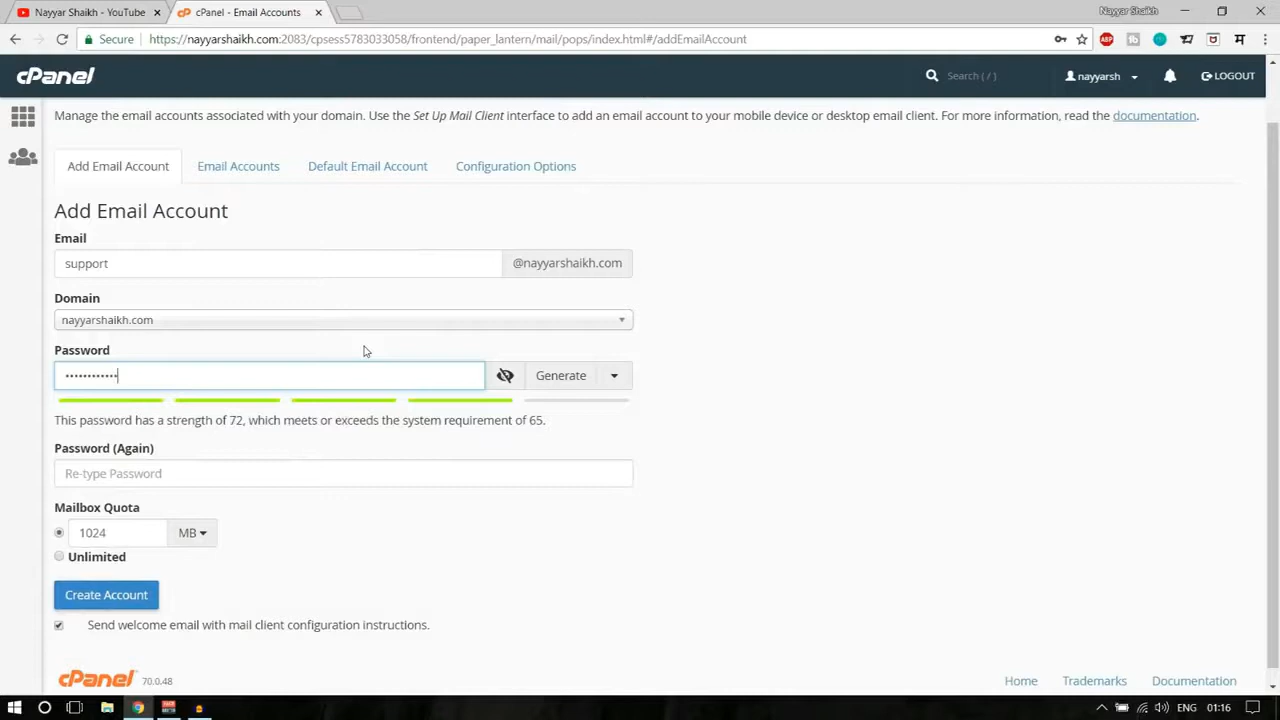 Nayyar Shaikh - YouTube
cPanel - Email Accounts
Nayyar Shaikh
Secure
https://nayyarshaikh.com:2083/cpsess5783033058/frontend/paper_lantern/mail/pops/index.html#/addEmailAccount
ABP
cPanel
Search ( / )
nayyarsh
LOGOUT
Manage the email accounts associated with your domain. Use the Set Up Mail Client interface to add an email account to your mobile device or desktop email client. For more information, read the documentation.
Add Email Account
Email Accounts
Default Email Account
Configuration Options
Add Email Account
Email
support
@nayyarshaikh.com
Domain
nayyarshaikh.com
Password
••••••••••••
Generate
This password has a strength of 72, which meets or exceeds the system requirement of 65.
Password (Again)
Re-type Password
Mailbox Quota
1024
MB
Unlimited
Create Account
Send welcome email with mail client configuration instructions.
cPanel 70.0.48
Home
Trademarks
Documentation
ENG
01:16